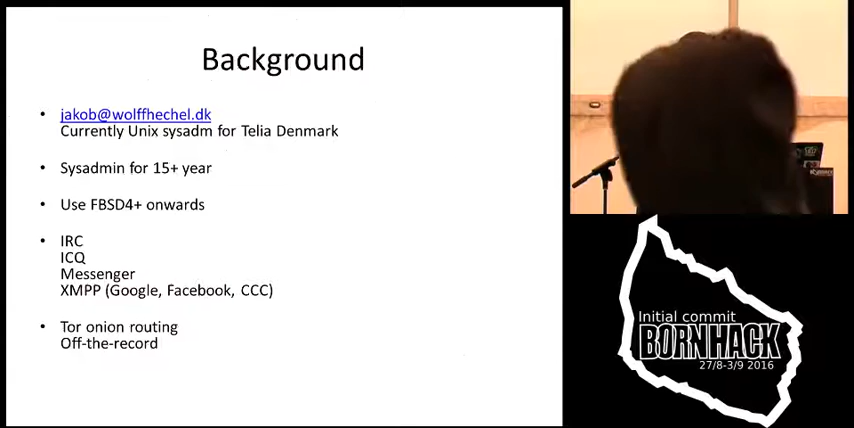 Background
jakob@wolffhechel.dk
Currently Unix sysadm for Telia Denmark
Sysadmin for 15+ year
Use FBSD4+ onwards
IRC
ICQ
Messenger
XMPP (Google, Facebook, CCC)
Tor onion routing
Off-the-record
Initial commit
BORNHACK
27/8-3/9 2016